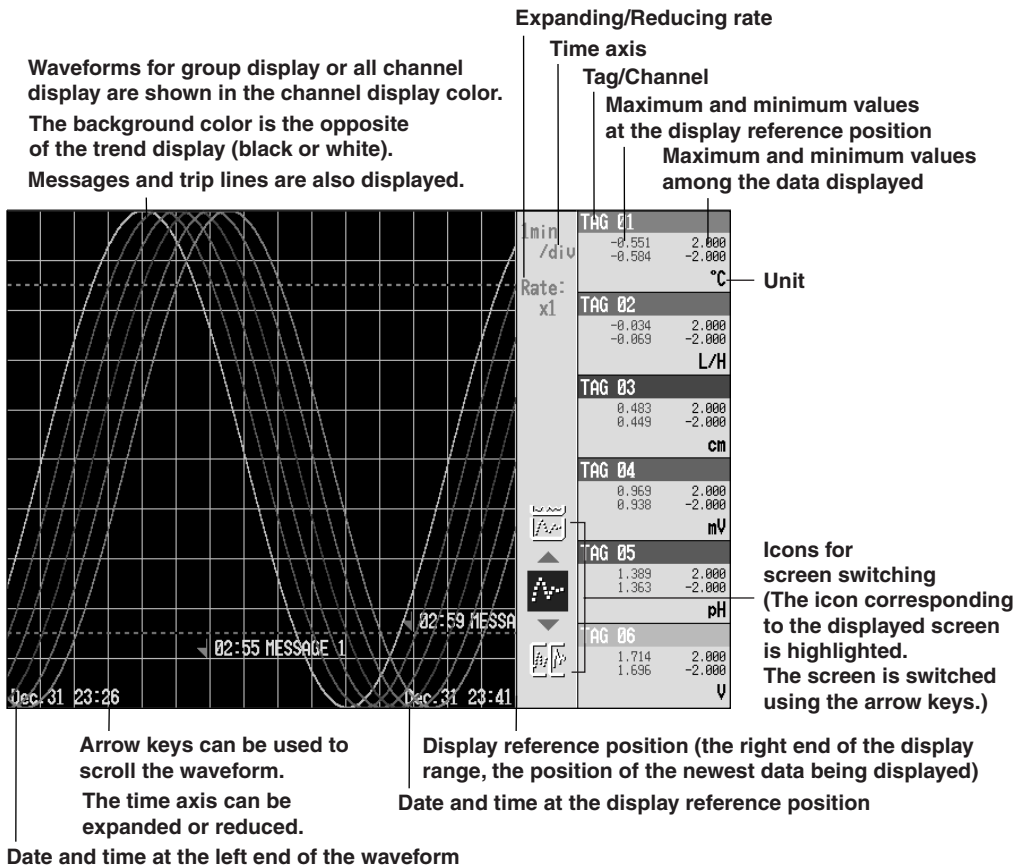 Expanding/Reducing rate
Time axis
Tag/Channel
Maximum and minimum values
at the display reference position
Maximum and minimum values
among the data displayed
Waveforms for group display or all channel
display are shown in the channel display color.
The background color is the opposite
of the trend display (black or white).
Messages and trip lines are also displayed.
1min
/div
Rate:
x1
TAG 01
-0.551 2.000
-0.584 -2.000
°C
Unit
TAG 02
-0.034 2.000
-0.069 -2.000
L/H
TAG 03
0.483 2.000
0.449 -2.000
cm
TAG 04
0.969 2.000
0.938 -2.000
mV
TAG 05
1.389 2.000
1.363 -2.000
pH
TAG 06
1.714 2.000
1.696 -2.000
V
Icons for
screen switching
(The icon corresponding
to the displayed screen
is highlighted.
The screen is switched
using the arrow keys.)
02:59 MESSA
02:55 MESSAGE 1
Dec.31 23:26
Dec.31 23:41
Arrow keys can be used to
scroll the waveform.
The time axis can be
expanded or reduced.
Display reference position (the right end of the display
range, the position of the newest data being displayed)
Date and time at the display reference position
Date and time at the left end of the waveform